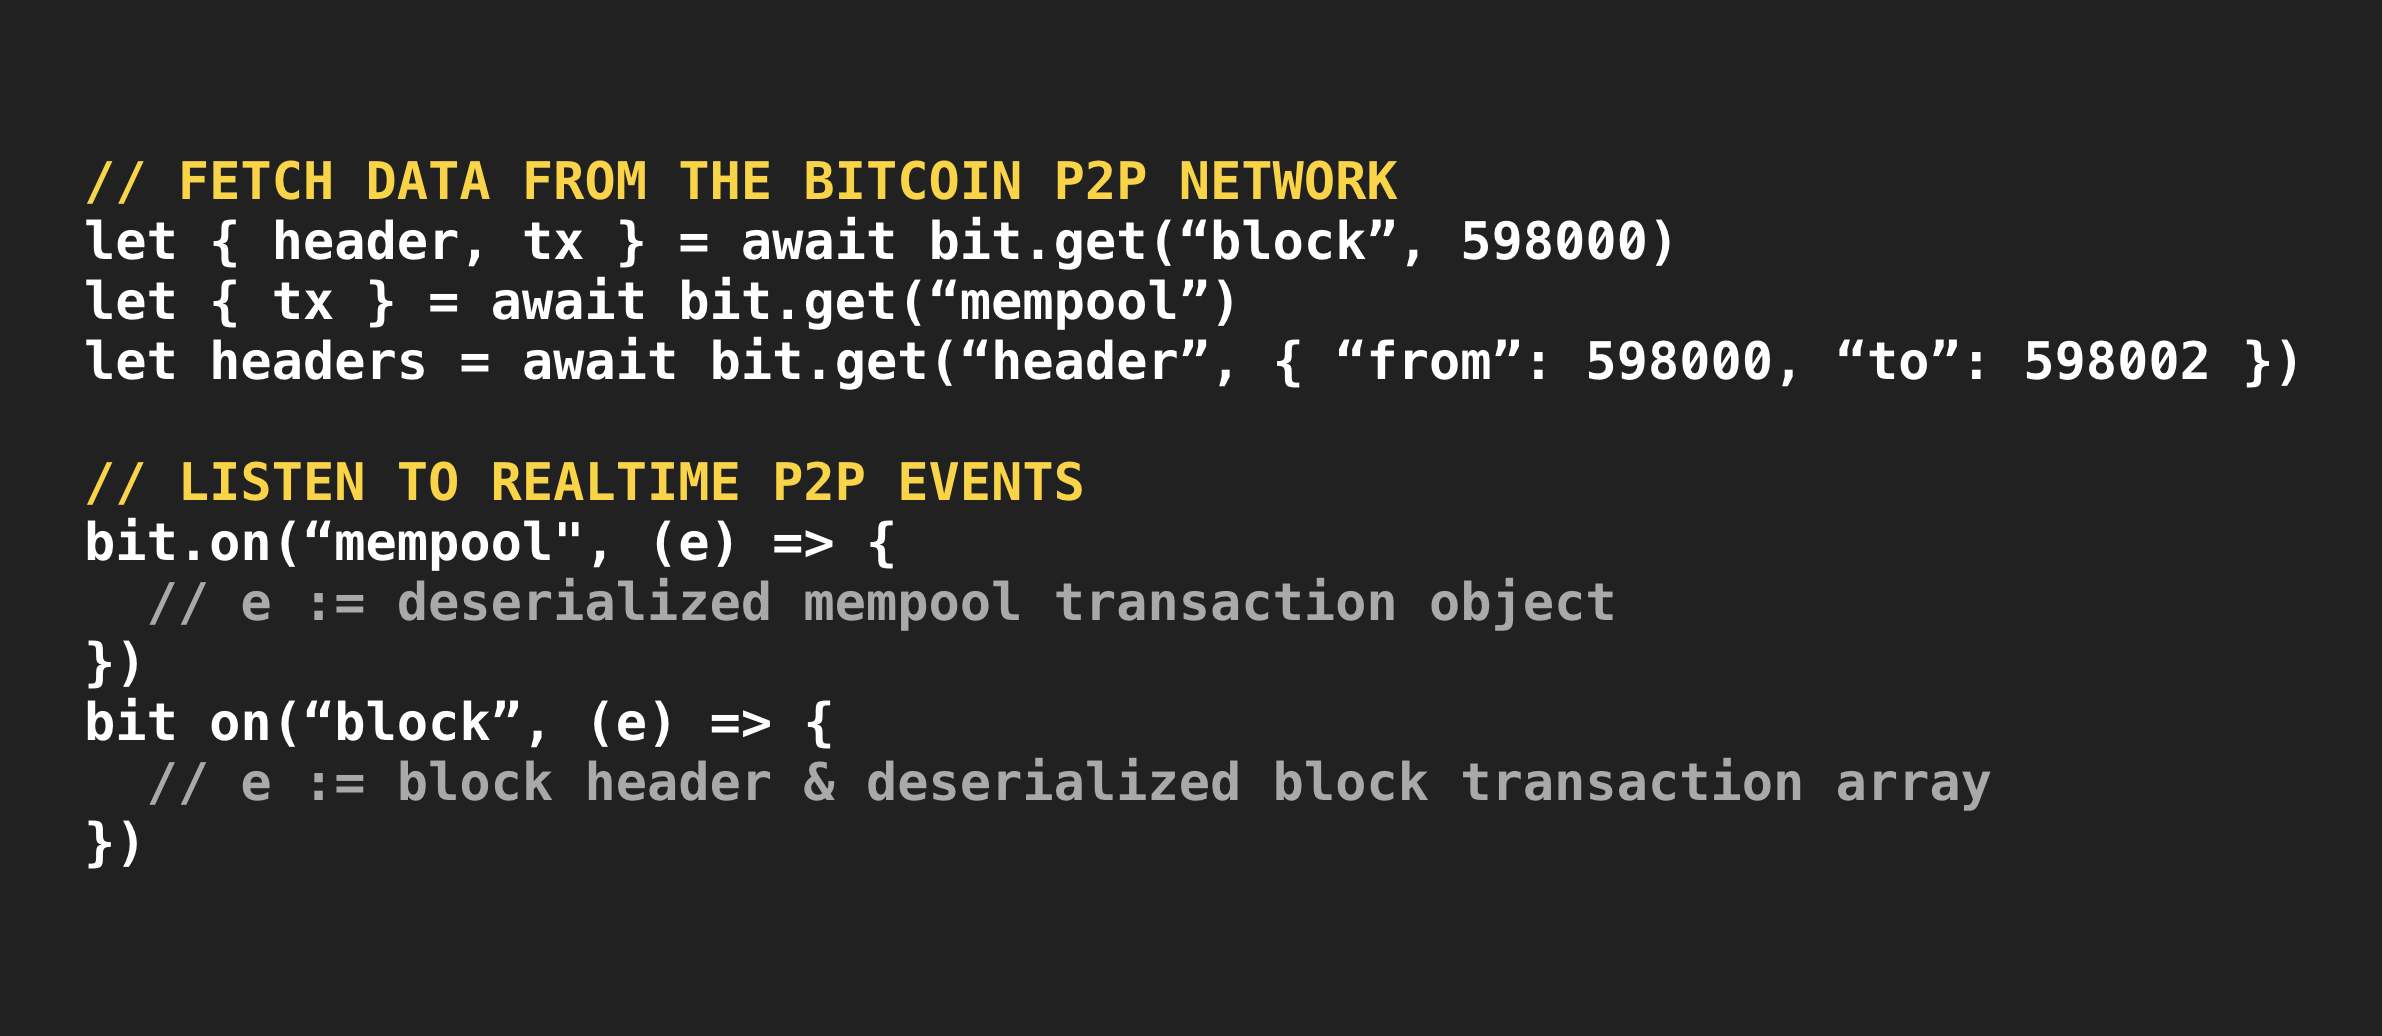 // FETCH DATA FROM THE BITCOIN P2P NETWORK
let { header, tx } = await bit.get(“block”, 598000)
let { tx } = await bit.get(“mempool”)
let headers = await bit.get(“header”, { “from”: 598000, “to”: 598002 })
// LISTEN TO REALTIME P2P EVENTS
bit.on(“mempool", (e) => {
  // e := deserialized mempool transaction object
})
bit on(“block”, (e) => {
  // e := block header & deserialized block transaction array
})